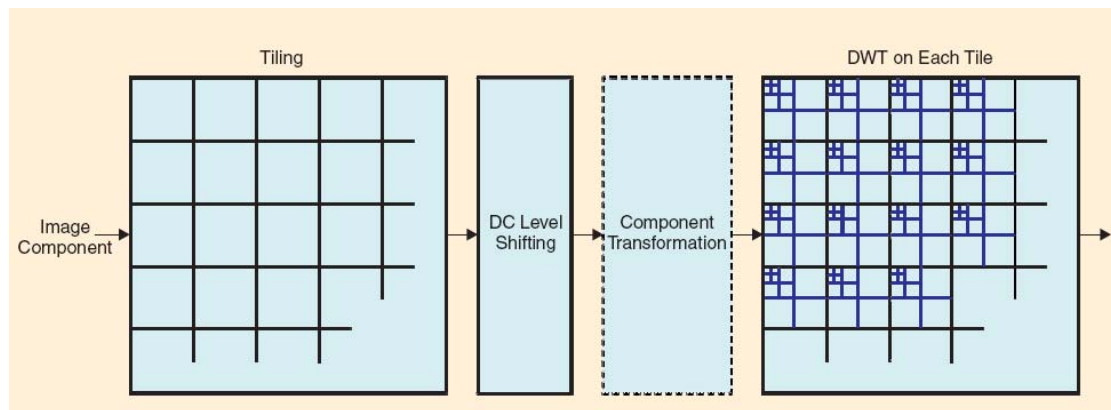 Tiling
DWT on Each Tile
Image
Component
DC Level
Shifting
Component
Transformation